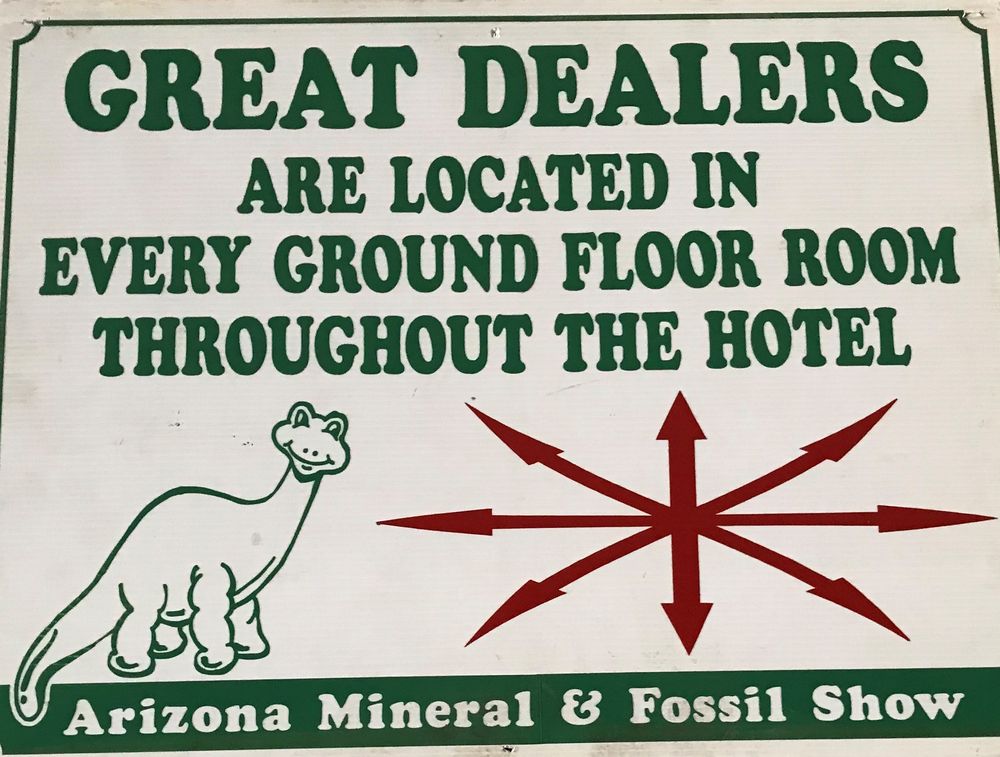 GREAT DEALERS
ARE LOCATED IN
EVERY GROUND FLOOR ROOM
THROUGHOUT THE HOTEL
Arizona Mineral & Fossil Show